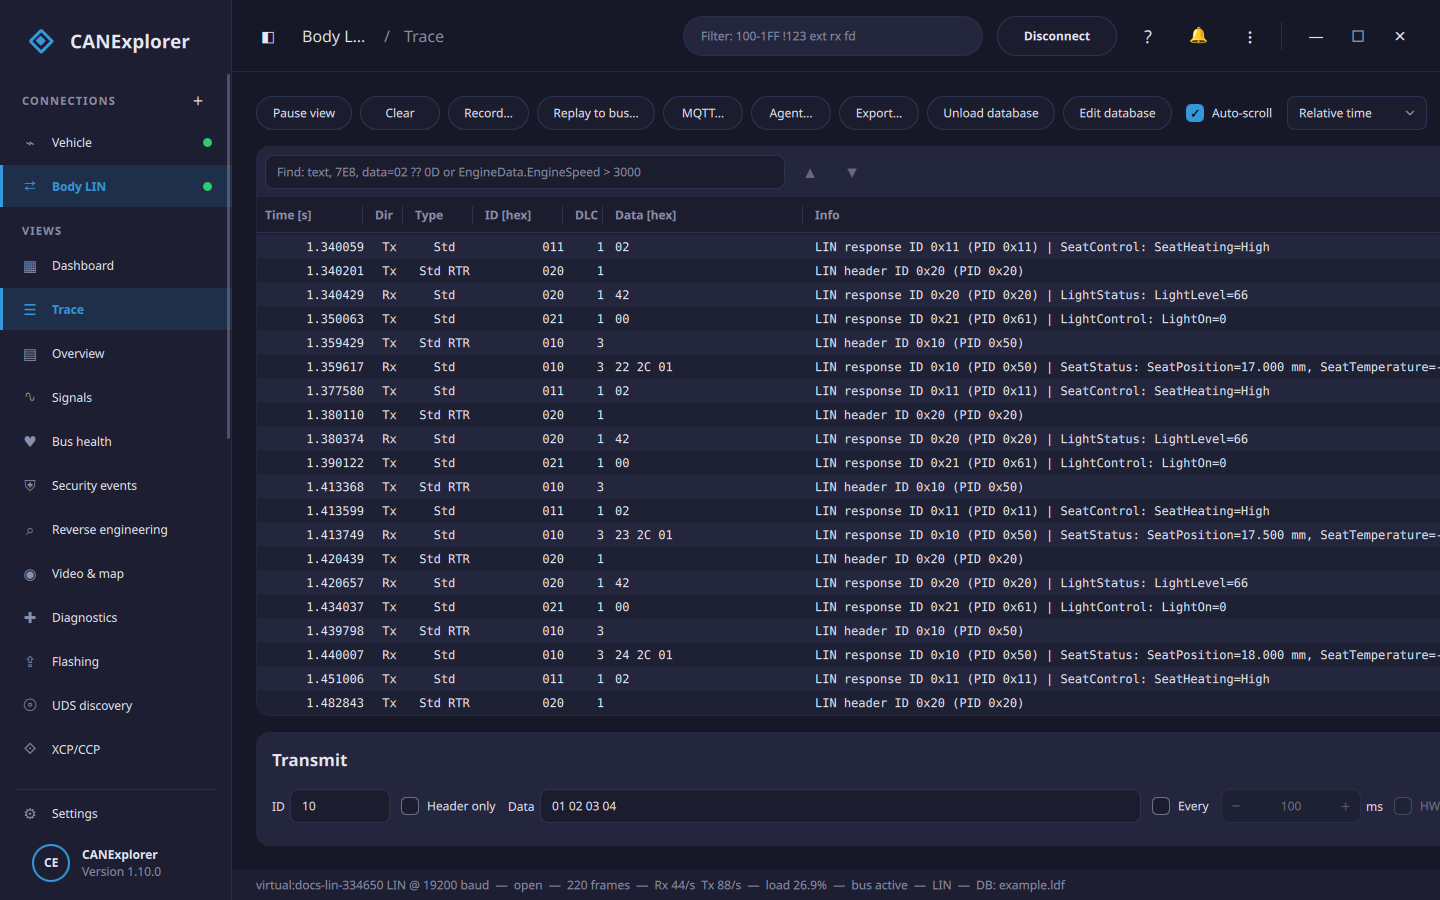 CANExplorer
CONNECTIONS +
Vehicle
Body LIN
VIEWS
Dashboard
Trace
Overview
Signals
Bus health
Security events
Reverse engineering
Video & map
Diagnostics
Flashing
UDS discovery
XCP/CCP
Settings
CE
CANExplorer
Version 1.10.0
Body L... / Trace
Filter: 100-1FF !123 ext rx fd
Disconnect
?
Pause view Clear Record... Replay to bus... MQTT... Agent... Export... Unload database Edit database Auto-scroll Relative time
Find: text, 7E8, data=02 ?? 0D or EngineData.EngineSpeed > 3000
Time [s] Dir Type ID [hex] DLC Data [hex] Info
1.340059 Tx Std 011 1 02 LIN response ID 0x11 (PID 0x11) | SeatControl: SeatHeating=High
1.340201 Tx Std RTR 020 1 LIN header ID 0x20 (PID 0x20)
1.340429 Rx Std 020 1 42 LIN response ID 0x20 (PID 0x20) | LightStatus: LightLevel=66
1.350063 Tx Std 021 1 00 LIN response ID 0x21 (PID 0x61) | LightControl: LightOn=0
1.359429 Tx Std RTR 010 3 LIN header ID 0x10 (PID 0x50)
1.359617 Rx Std 010 3 22 2C 01 LIN response ID 0x10 (PID 0x50) | SeatStatus: SeatPosition=17.000 mm, SeatTemperature=-
1.377580 Tx Std 011 1 02 LIN response ID 0x11 (PID 0x11) | SeatControl: SeatHeating=High
1.380110 Tx Std RTR 020 1 LIN header ID 0x20 (PID 0x20)
1.380374 Rx Std 020 1 42 LIN response ID 0x20 (PID 0x20) | LightStatus: LightLevel=66
1.390122 Tx Std 021 1 00 LIN response ID 0x21 (PID 0x61) | LightControl: LightOn=0
1.413368 Tx Std RTR 010 3 LIN header ID 0x10 (PID 0x50)
1.413599 Tx Std 011 1 02 LIN response ID 0x11 (PID 0x11) | SeatControl: SeatHeating=High
1.413749 Rx Std 010 3 23 2C 01 LIN response ID 0x10 (PID 0x50) | SeatStatus: SeatPosition=17.500 mm, SeatTemperature=-
1.420439 Tx Std RTR 020 1 LIN header ID 0x20 (PID 0x20)
1.420657 Rx Std 020 1 42 LIN response ID 0x20 (PID 0x20) | LightStatus: LightLevel=66
1.434037 Tx Std 021 1 00 LIN response ID 0x21 (PID 0x61) | LightControl: LightOn=0
1.439798 Tx Std RTR 010 3 LIN header ID 0x10 (PID 0x50)
1.440007 Rx Std 010 3 24 2C 01 LIN response ID 0x10 (PID 0x50) | SeatStatus: SeatPosition=18.000 mm, SeatTemperature=-
1.451006 Tx Std 011 1 02 LIN response ID 0x11 (PID 0x11) | SeatControl: SeatHeating=High
1.482843 Tx Std RTR 020 1 LIN header ID 0x20 (PID 0x20)
Transmit
ID 10 Header only Data 01 02 03 04 Every − 100 + ms HW
virtual:docs-lin-334650 LIN @ 19200 baud — open — 220 frames — Rx 44/s Tx 88/s — load 26.9% — bus active — LIN — DB: example.ldf